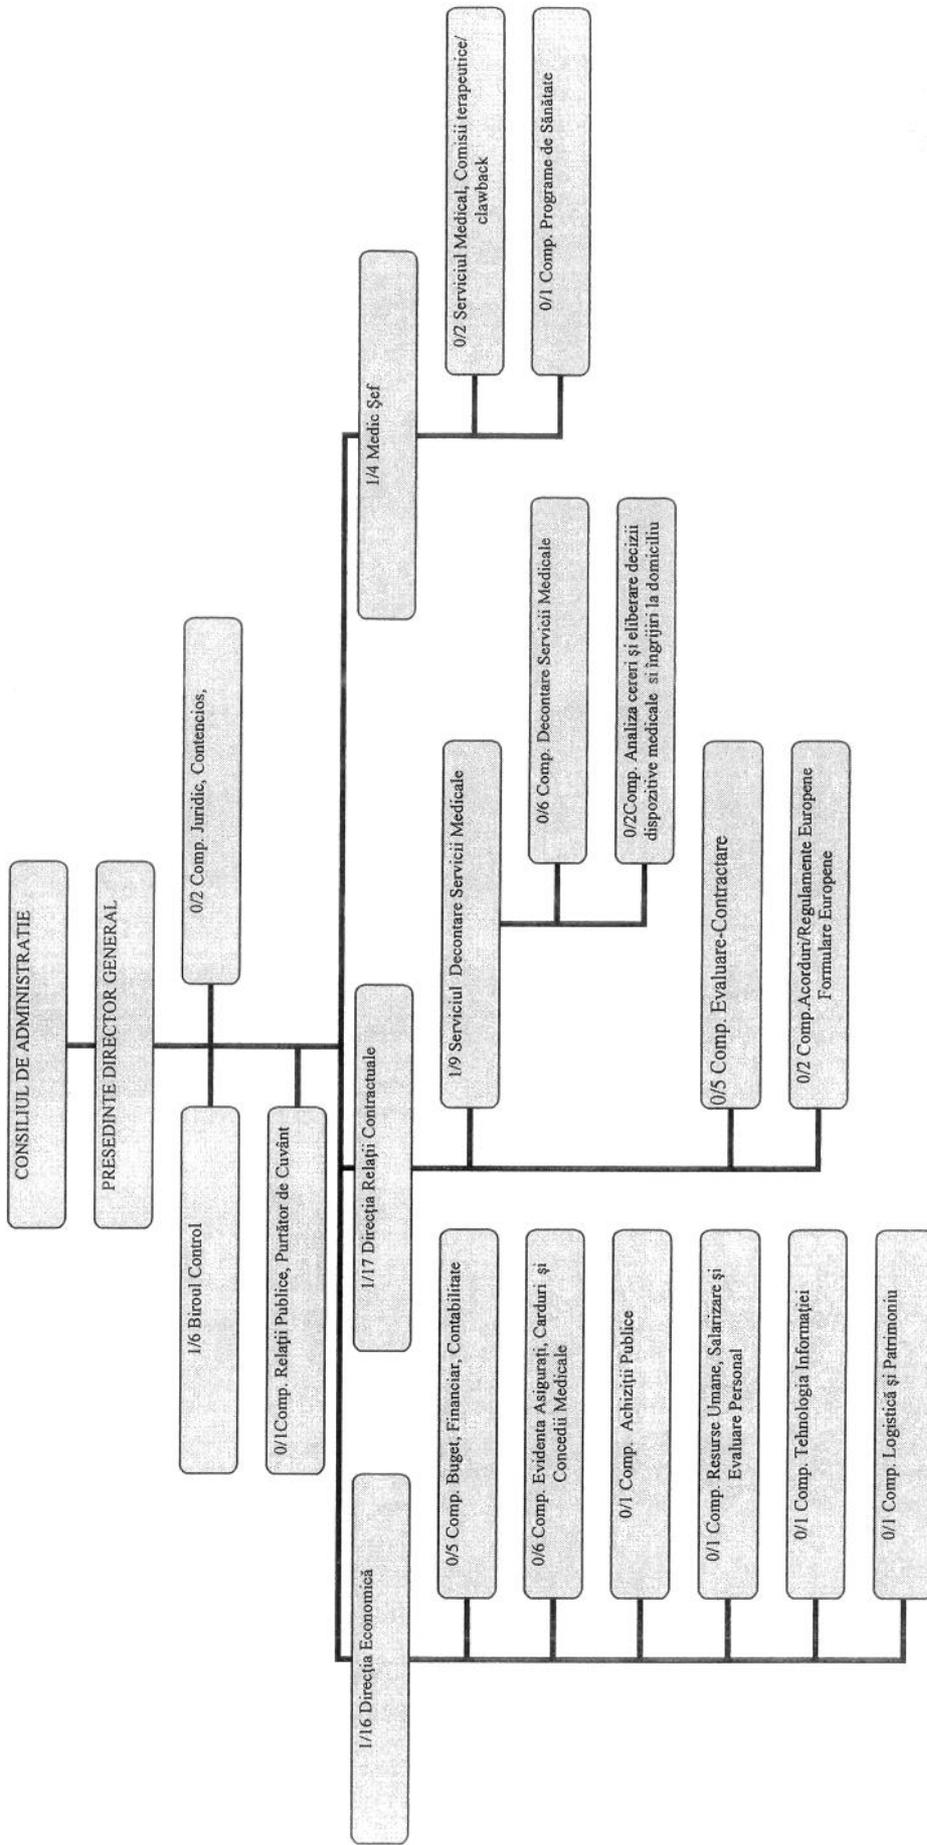 CONSILIUL DE ADMINISTRATIE
PRESEDINTE DIRECTOR GENERAL
1/6 Biroul Control
0/2 Comp. Juridic, Contencios,
0/1Comp. Relaţii Publice, Purtător de Cuvânt
1/16 Direcţia Economică
0/5 Comp. Buget, Financiar, Contabilitate
0/6 Comp. Evidenta Asiguraţi, Carduri şi
Concedii Medicale
0/1 Comp. Achiziţii Publice
0/1 Comp. Resurse Umane, Salarizare şi
Evaluare Personal
0/1 Comp. Tehnologia Informaţiei
0/1 Comp. Logistică şi Patrimoniu
1/17 Direcţia Relaţii Contractuale
1/9 Serviciul Decontare Servicii Medicale
0/6 Comp. Decontare Servicii Medicale
0/2Comp. Analiza cereri şi eliberare decizii
dispozitive medicale si îngrijiri la domiciliu
0/5 Comp. Evaluare-Contractare
0/2 Comp.Acorduri/Regulamente Europene
Formulare Europene
1/4 Medic Şef
0/2 Serviciul Medical, Comisii terapeutice/
clawback
0/1 Comp. Programe de Sănătate